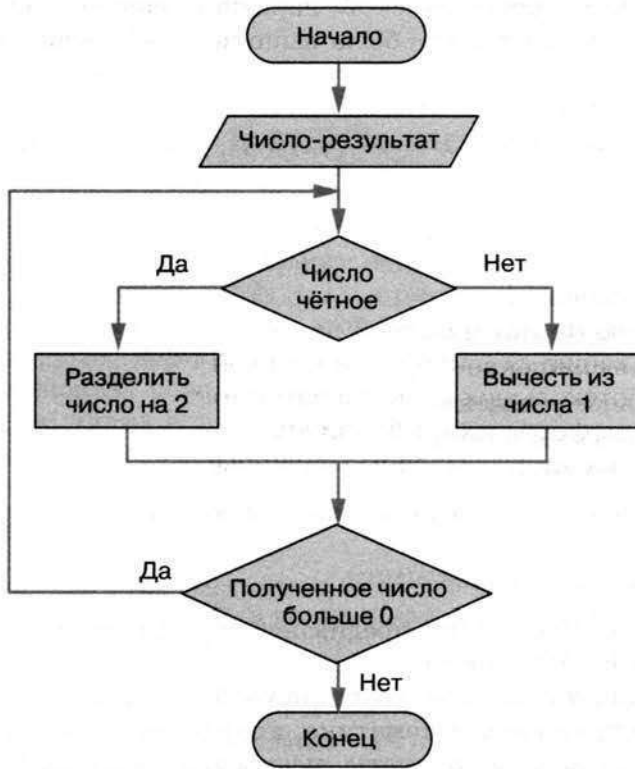 Начало
Число-результат
Да
Число
чётное
Нет
Разделить
число на 2
Вычесть из
числа 1
Да
Полученное число
больше 0
Нет
Конец